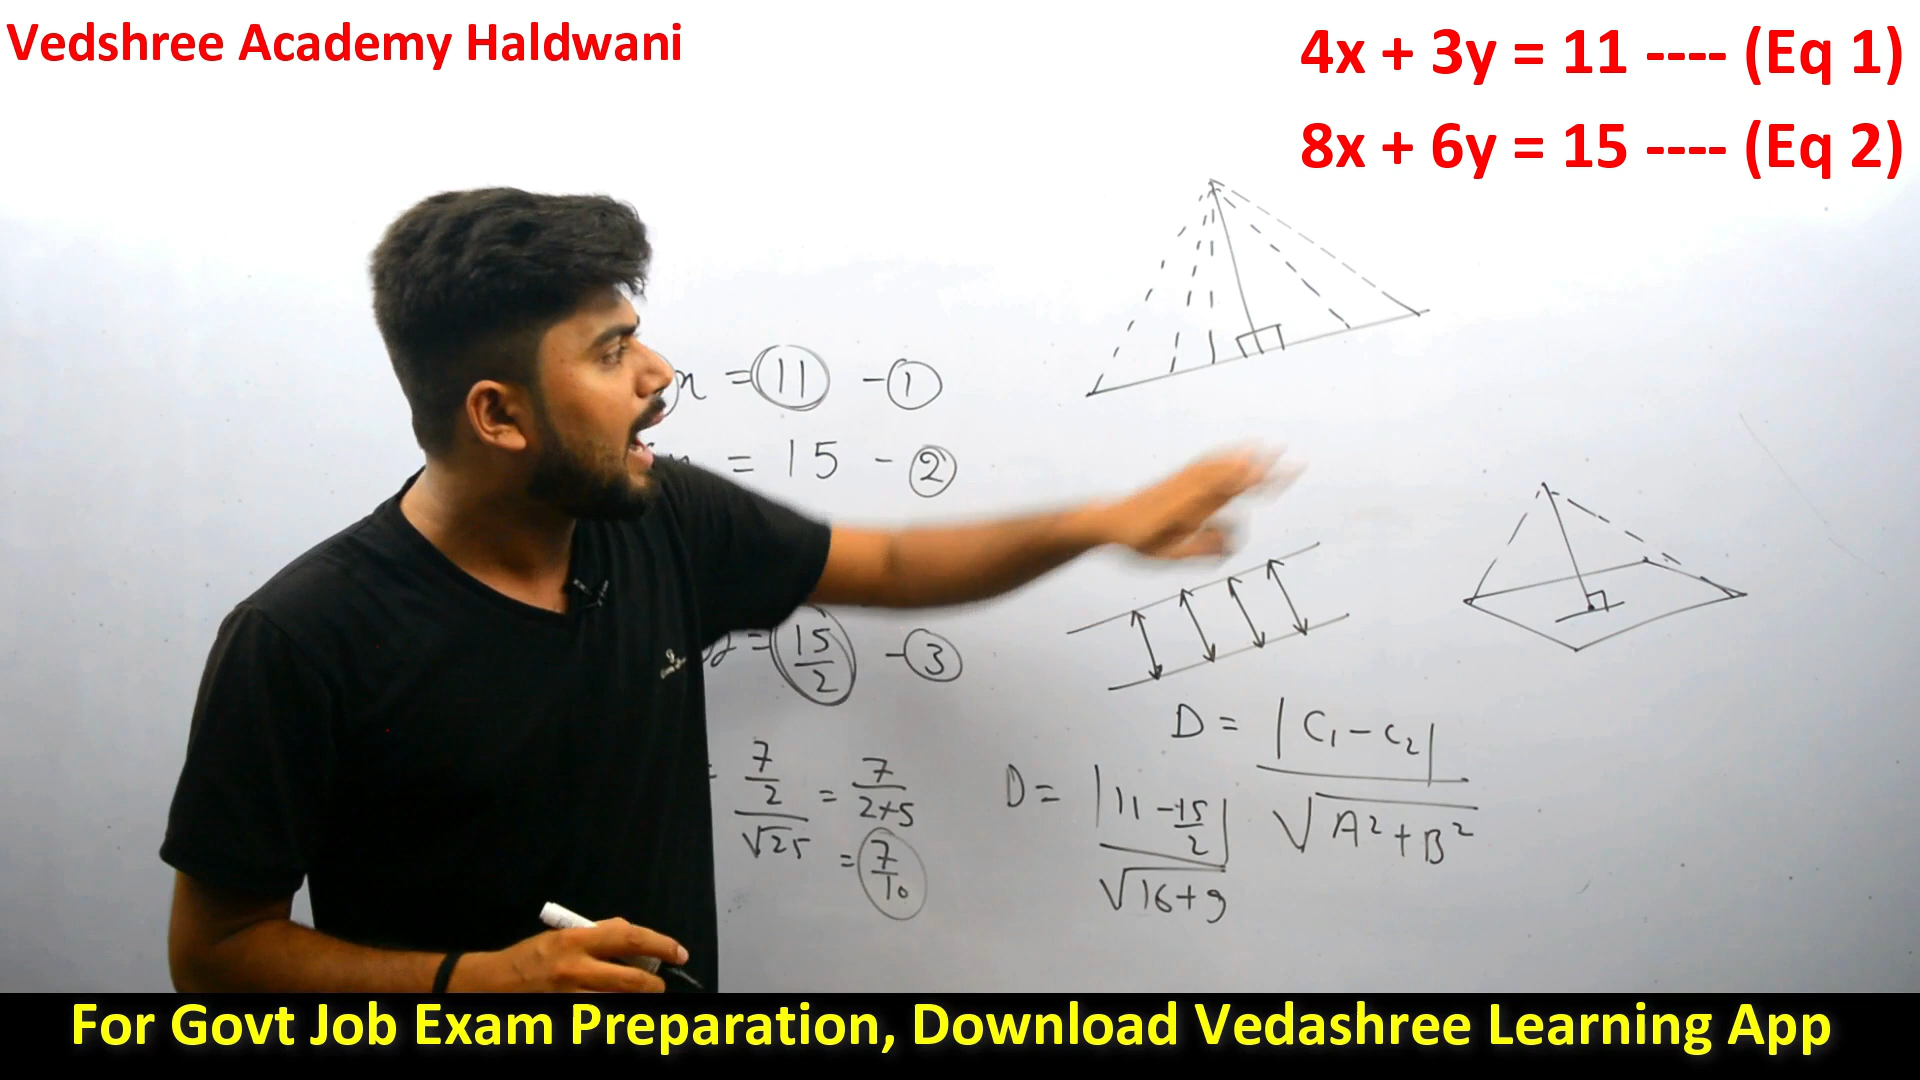 Vedshree Academy Haldwani
4x + 3y = 11 ---- (Eq 1)
8x + 6y = 15 ---- (Eq 2)
x = 11 - 1
= 15 - 2
y = 15/2 - 3
D = |C1 - C2| / √A² + B²
D = |11 - 15/2| / √16+9
= 7/2 / √25 = 7 / 2×5
= 7/10
For Govt Job Exam Preparation, Download Vedashree Learning App